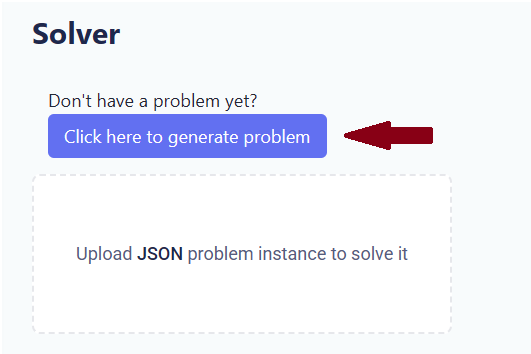 Solver
Don't have a problem yet?
Click here to generate problem
Upload JSON problem instance to solve it